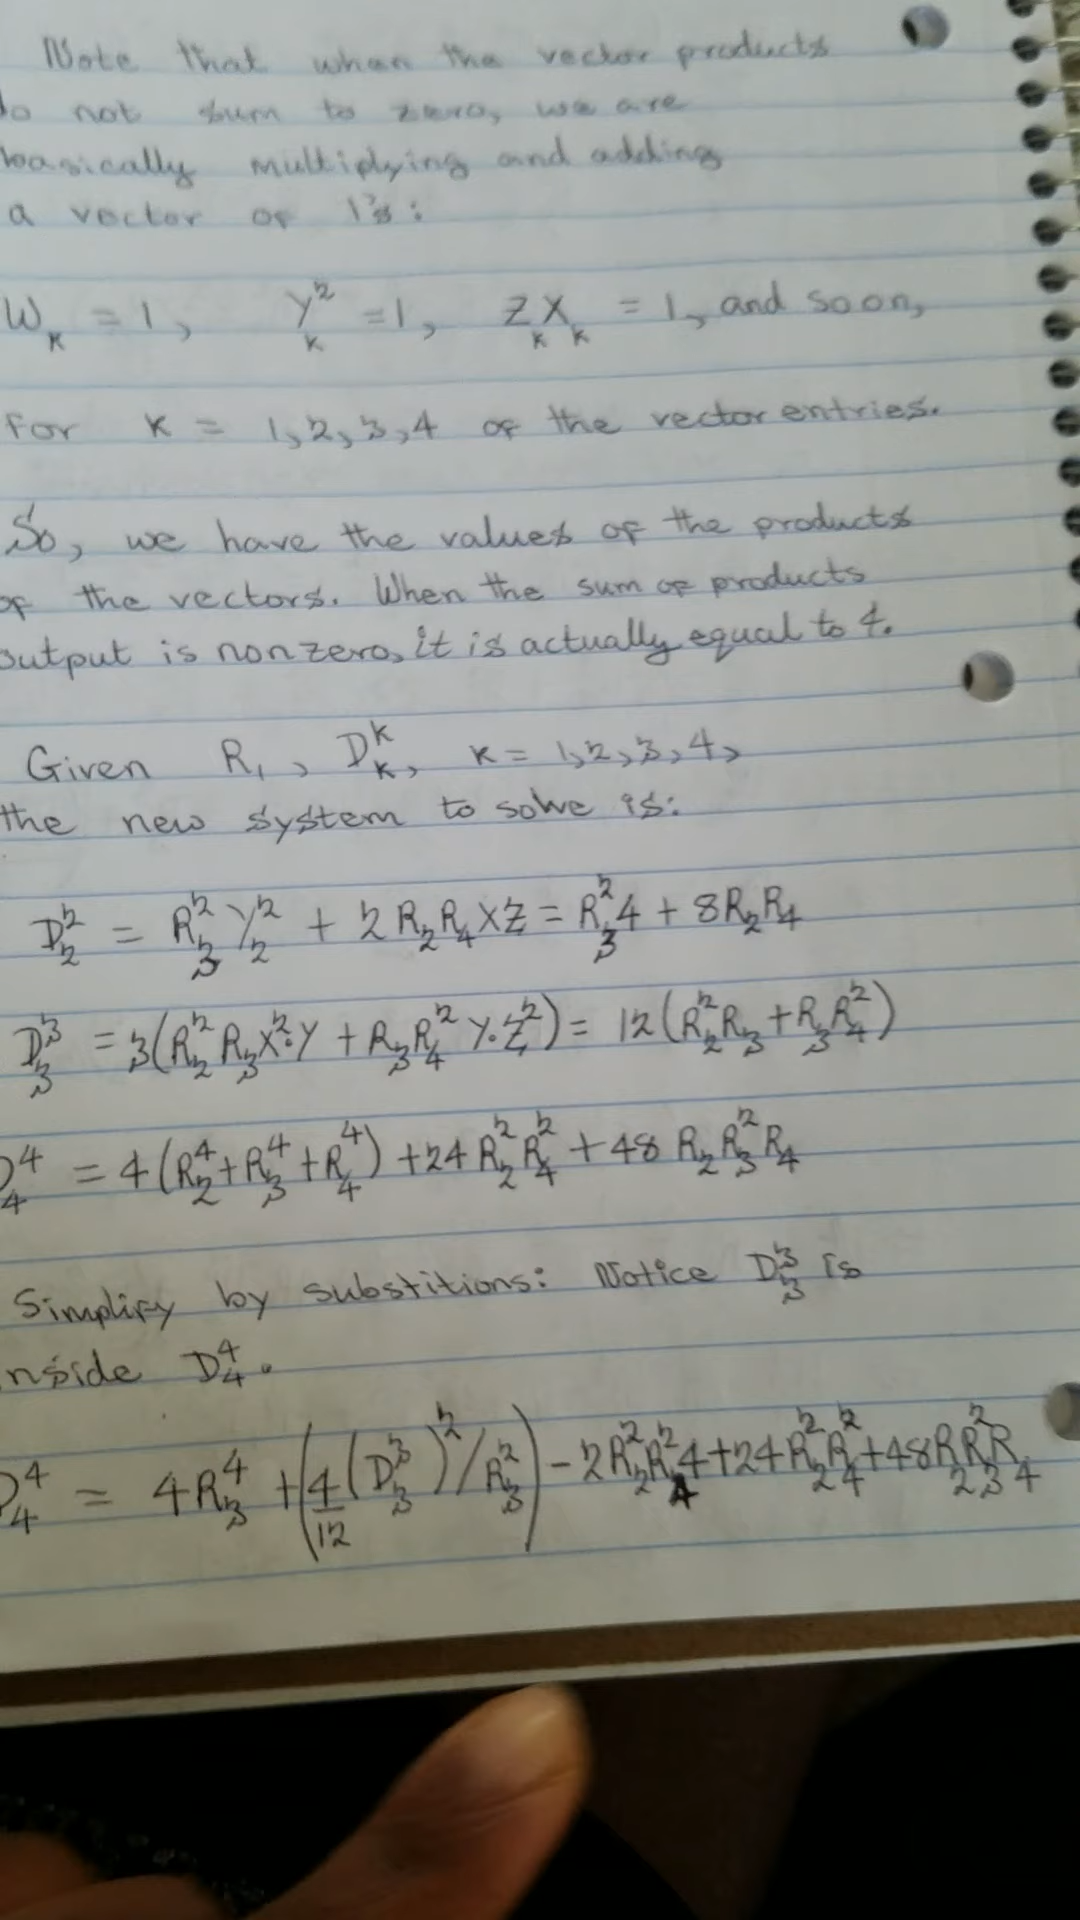 Note that when the vector products
do not sum to zero, we are
basically multiplying and adding
a vector of 1's:
W_k = 1, Y_k^2 = 1, Z_k X_k = 1, and so on,
for k = 1,2,3,4 of the vector entries.
So, we have the values of the products
of the vectors. When the sum of products
output is nonzero, it is actually equal to 4.
Given R_1, D_k^k, k = 1,2,3,4,
the new system to solve is:
D_2^2 = R_3^2 Y_2^2 + 2 R_2 R_4 XZ = R_3^2 4 + 8 R_2 R_4
D_3^3 = 3(R_2^2 R_3 X^2·Y + R_3 R_4^2 Y·Z^2) = 12(R_2^2 R_3 + R_3 R_4^2)
D_4^4 = 4(R_2^4 + R_3^4 + R_4^4) + 24 R_2^2 R_4^2 + 48 R_2 R_3^2 R_4
Simplify by substitions: Notice D_3^3 is
inside D_4^4.
D_4^4 = 4R_3^4 + (4/12 (D_3^3)^2 / R_3^2) - 2R_2^2 R_4^2 4 + 24 R_2^2 R_4^2 + 48 R_2 R_3^2 R_4